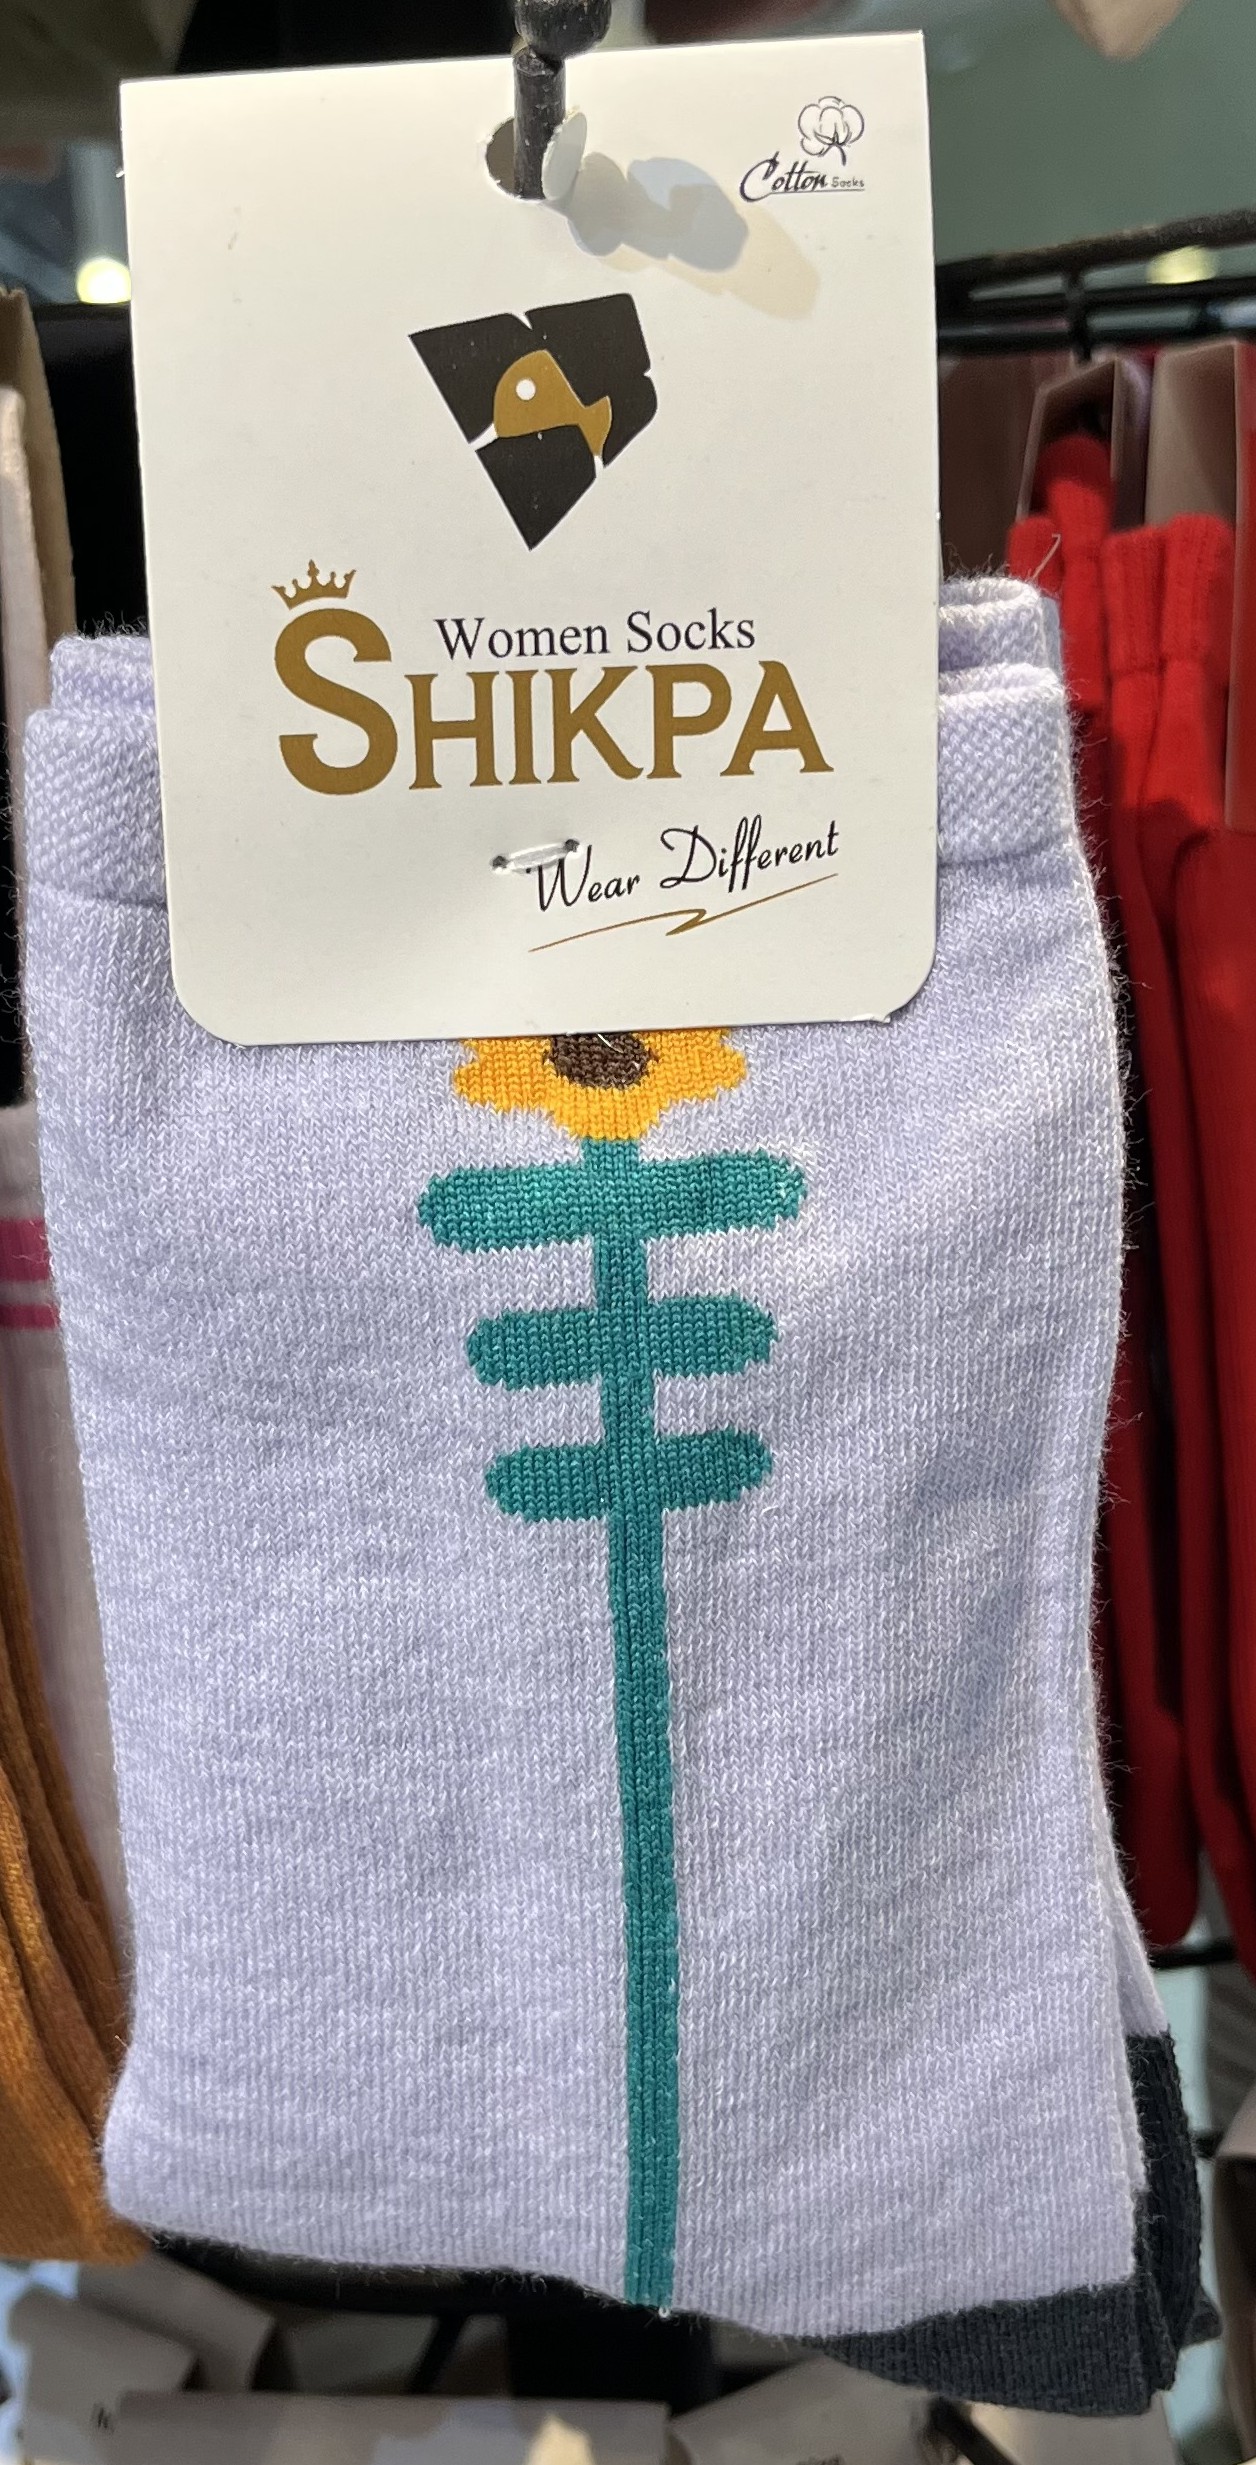 Cotton Socks
Women Socks
SHIKPA
Wear Different